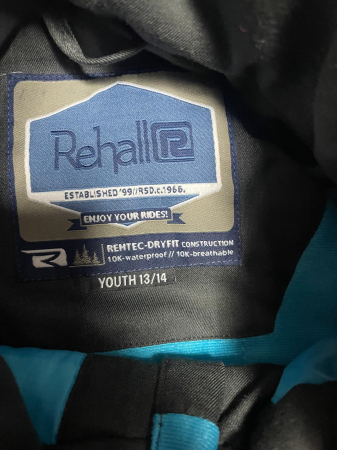 Rehall R
ESTABLISHED '99//RSD.c.1966.
ENJOY YOUR RIDES!
R REHTEC-DRYFIT CONSTRUCTION
10K-waterproof // 10K-breathable
YOUTH 13/14